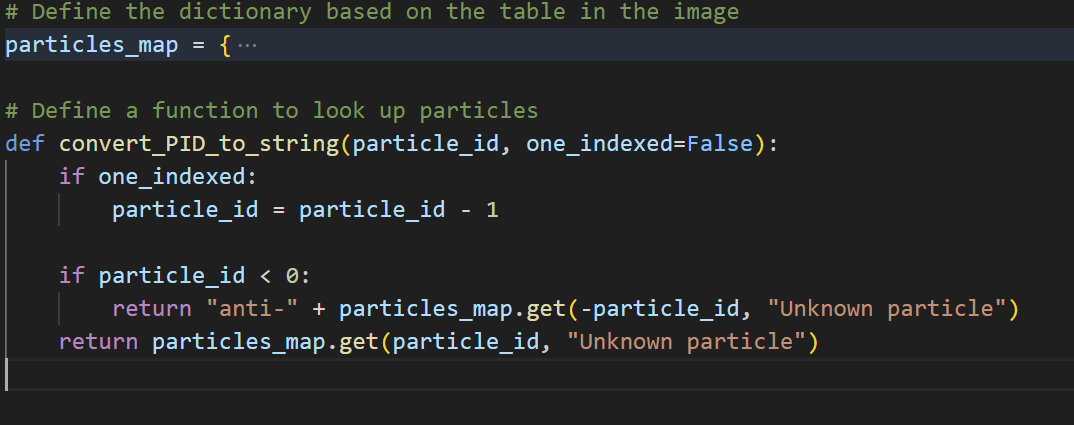 # Define the dictionary based on the table in the image
particles_map = { ···
# Define a function to look up particles
def convert_PID_to_string(particle_id, one_indexed=False):
if one_indexed:
particle_id = particle_id - 1
if particle_id < 0:
return "anti-" + particles_map.get(-particle_id, "Unknown particle")
return particles_map.get(particle_id, "Unknown particle")